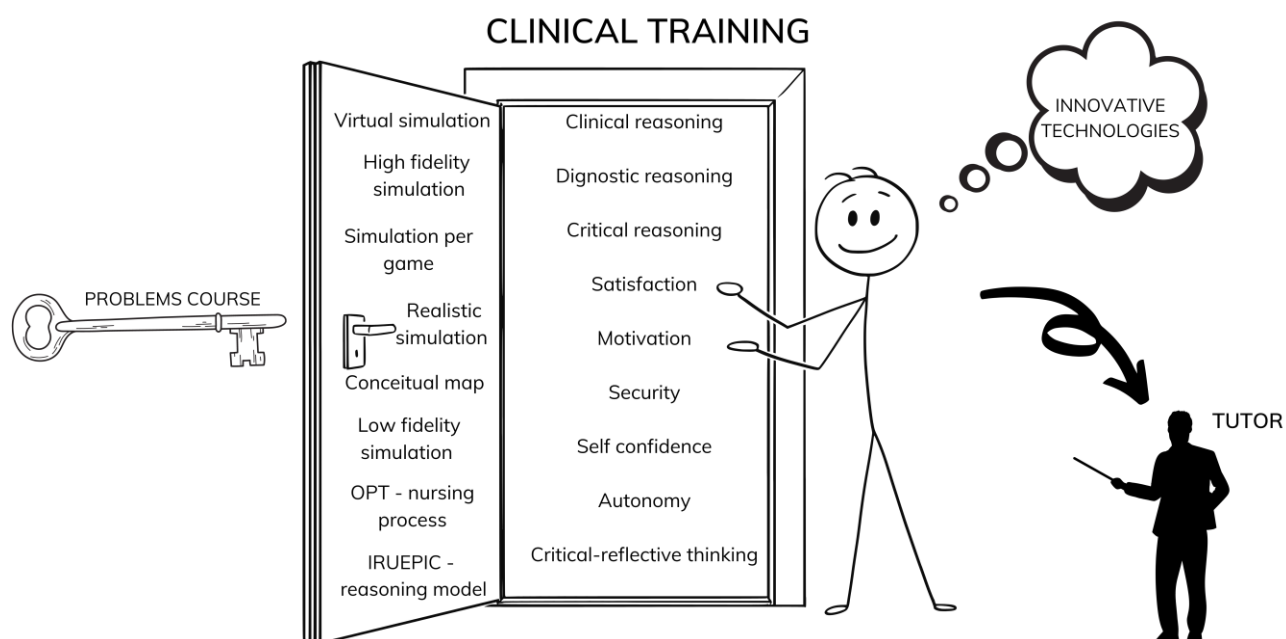 CLINICAL TRAINING
INNOVATIVE
TECHNOLOGIES
PROBLEMS COURSE
Virtual simulation
High fidelity
simulation
Simulation per
game
Realistic
simulation
Conceitual map
Low fidelity
simulation
OPT - nursing
process
IRUEPIC -
reasoning model
Clinical reasoning
Dignostic reasoning
Critical reasoning
Satisfaction
Motivation
Security
Self confidence
Autonomy
Critical-reflective thinking
TUTOR